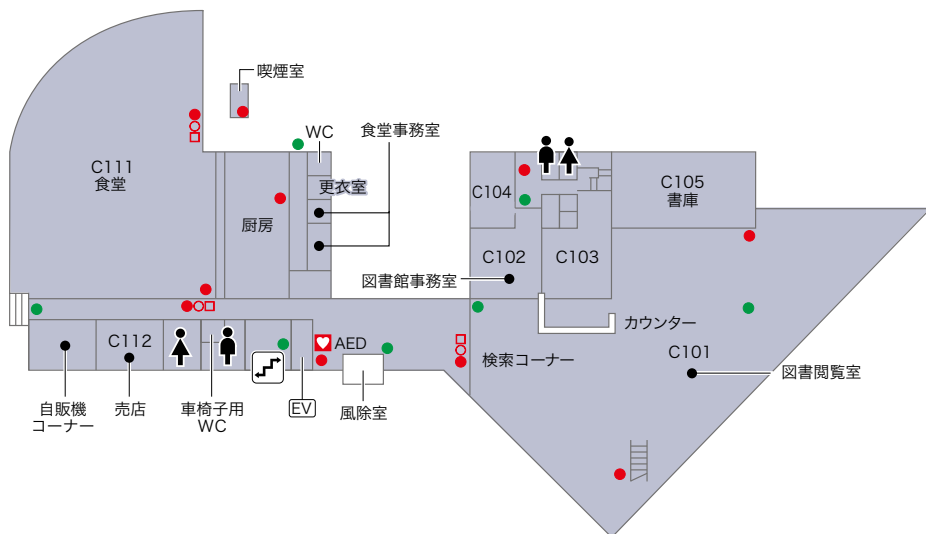 喫煙室
WC
食堂事務室
C111
食堂
更衣室
C104
C105
書庫
厨房
C102
C103
図書館事務室
カウンター
C112
AED
検索コーナー
C101
図書閲覧室
自販機
コーナー
売店
車椅子用
WC
EV
風除室